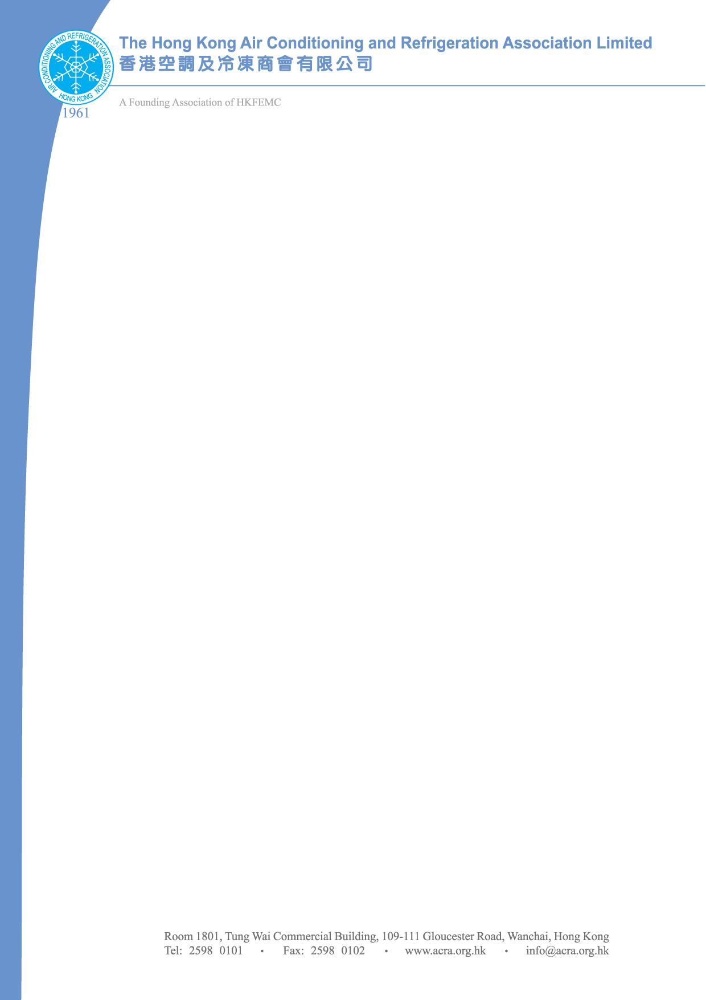 The Hong Kong Air Conditioning and Refrigeration Association Limited
香港空調及冷凍商會有限公司
AIR CONDITIONING AND REFRIGERATION ASSOCIATION
HONG KONG
1961
A Founding Association of HKFEMC
Room 1801, Tung Wai Commercial Building, 109-111 Gloucester Road, Wanchai, Hong Kong
Tel: 2598 0101 • Fax: 2598 0102 • www.acra.org.hk • info@acra.org.hk